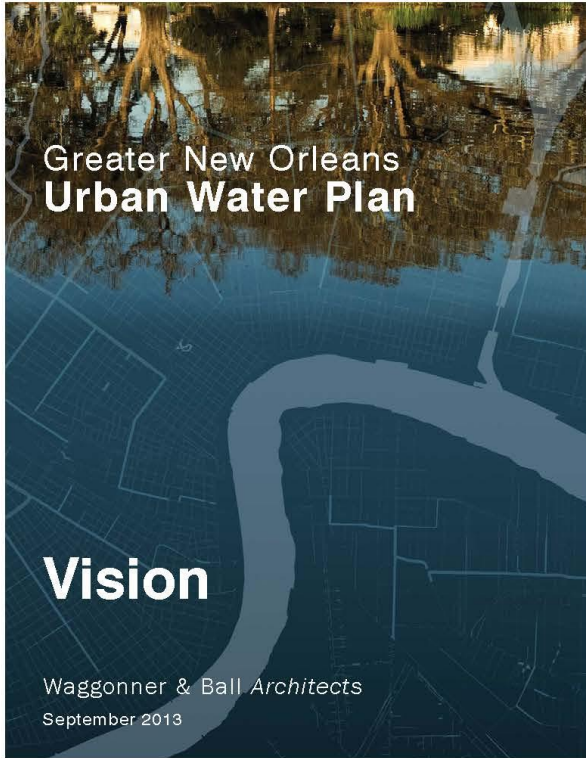 Greater New Orleans
Urban Water Plan
Vision
Waggonner & Ball Architects
September 2013